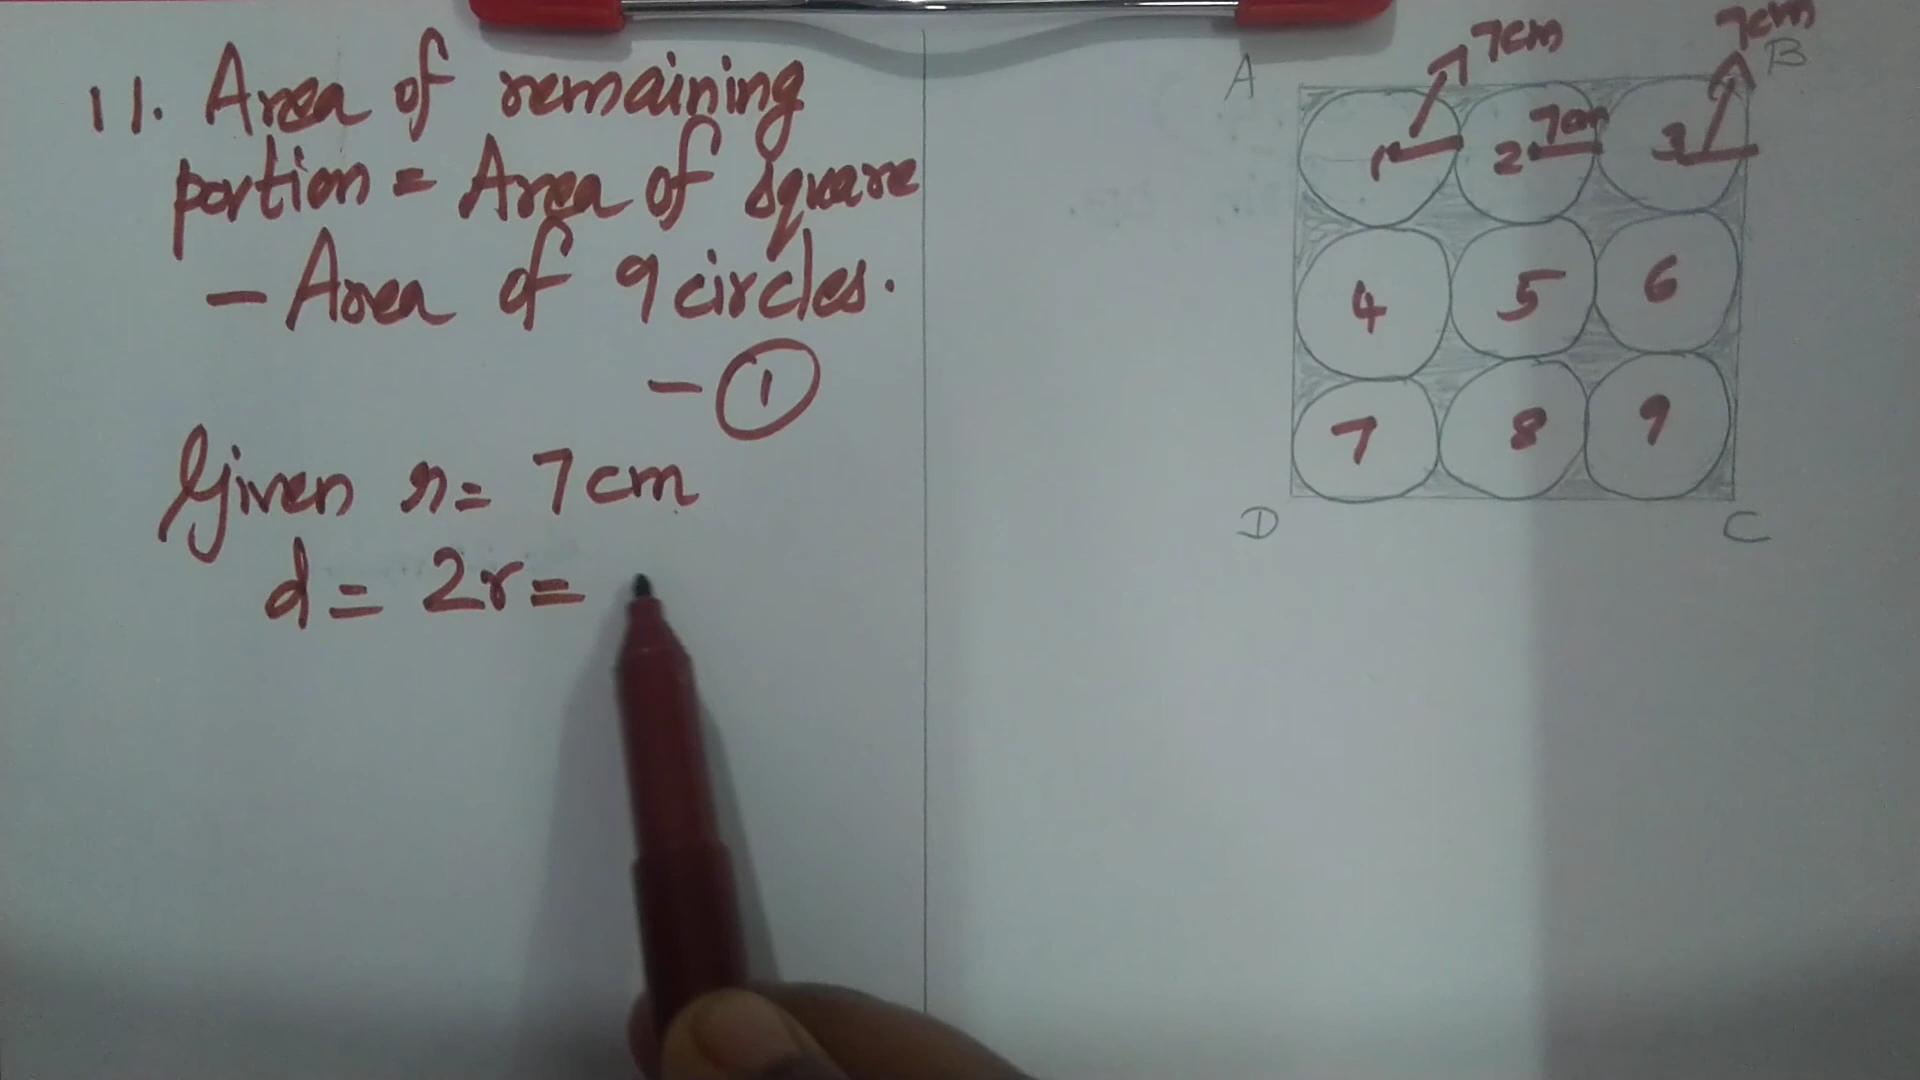 11. Area of remaining
portion = Area of square
- Area of 9 circles.
- ①
Given r = 7cm
d = 2r =
A
7cm
7cm
B
1
2
7cm
3
4
5
6
7
8
9
D
C